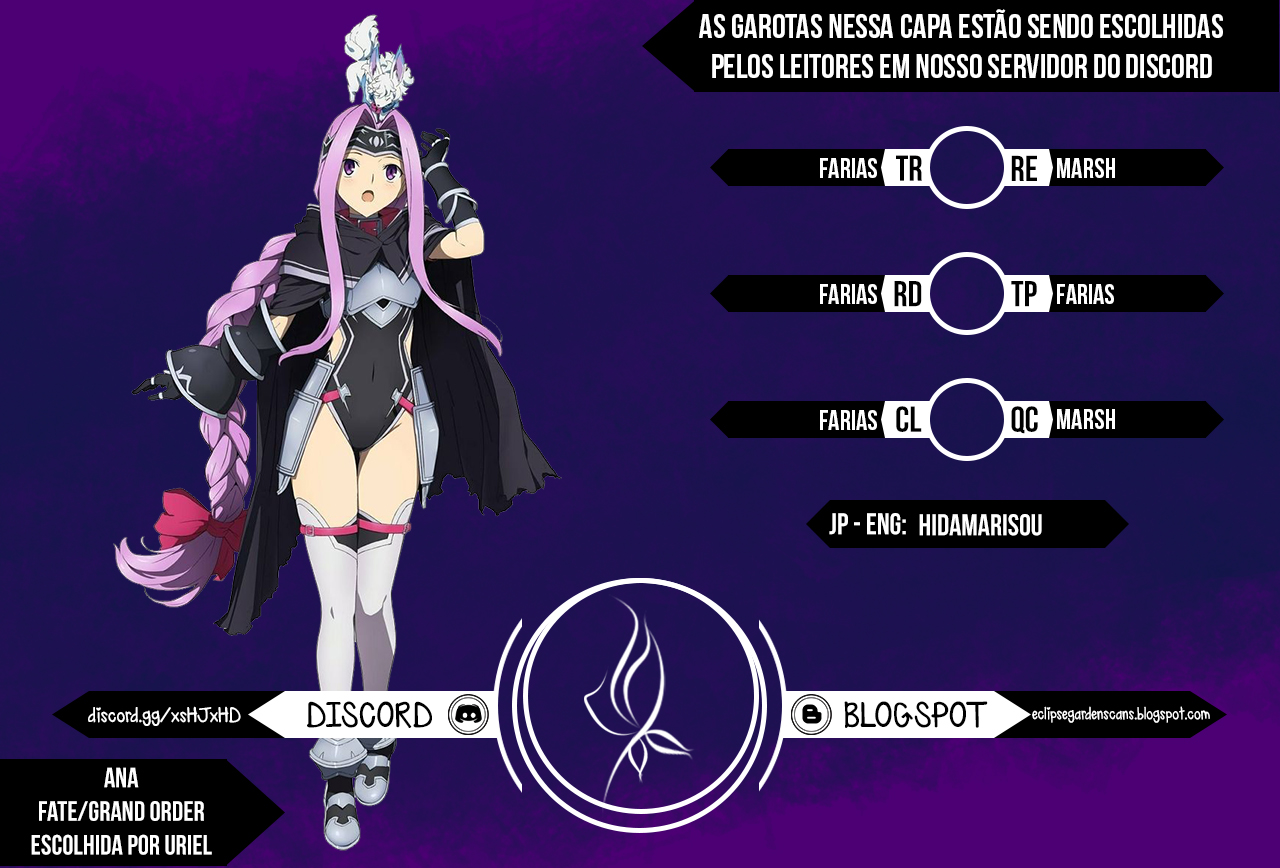 AS GAROTAS NESSA CAPA ESTÃO SENDO ESCOLHIDAS
PELOS LEITORES EM NOSSO SERVIDOR DO DISCORD
FARIAS TR RE MARSH
FARIAS RD TP FARIAS
FARIAS CL QC MARSH
JP - ENG: HIDAMARISOU
discord.gg/xsHJxHD DISCORD BLOGSPOT eclipsegardenscans.blogspot.com
ANA
FATE/GRAND ORDER
ESCOLHIDA POR URIEL